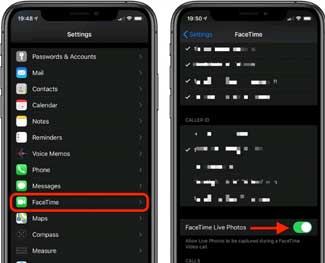 19:48
Settings
Passwords & Accounts
Mail
Contacts
Calendar
Notes
Reminders
Voice Memos
Phone
Messages
FaceTime
Maps
Compass
Measure
19:50
Settings
FaceTime
CALLER ID
FaceTime Live Photos
Allow Live Photos to be captured during a FaceTime
Video call.
CALLS